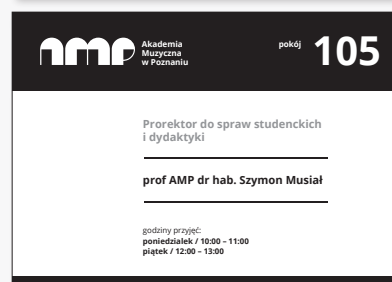 amp
Akademia
Muzyczna
w Poznaniu
pokój 105
Prorektor do spraw studenckich
i dydaktyki
prof AMP dr hab. Szymon Musiał
godziny przyjęć:
poniedziałek / 10:00 – 11:00
piątek / 12:00 – 13:00